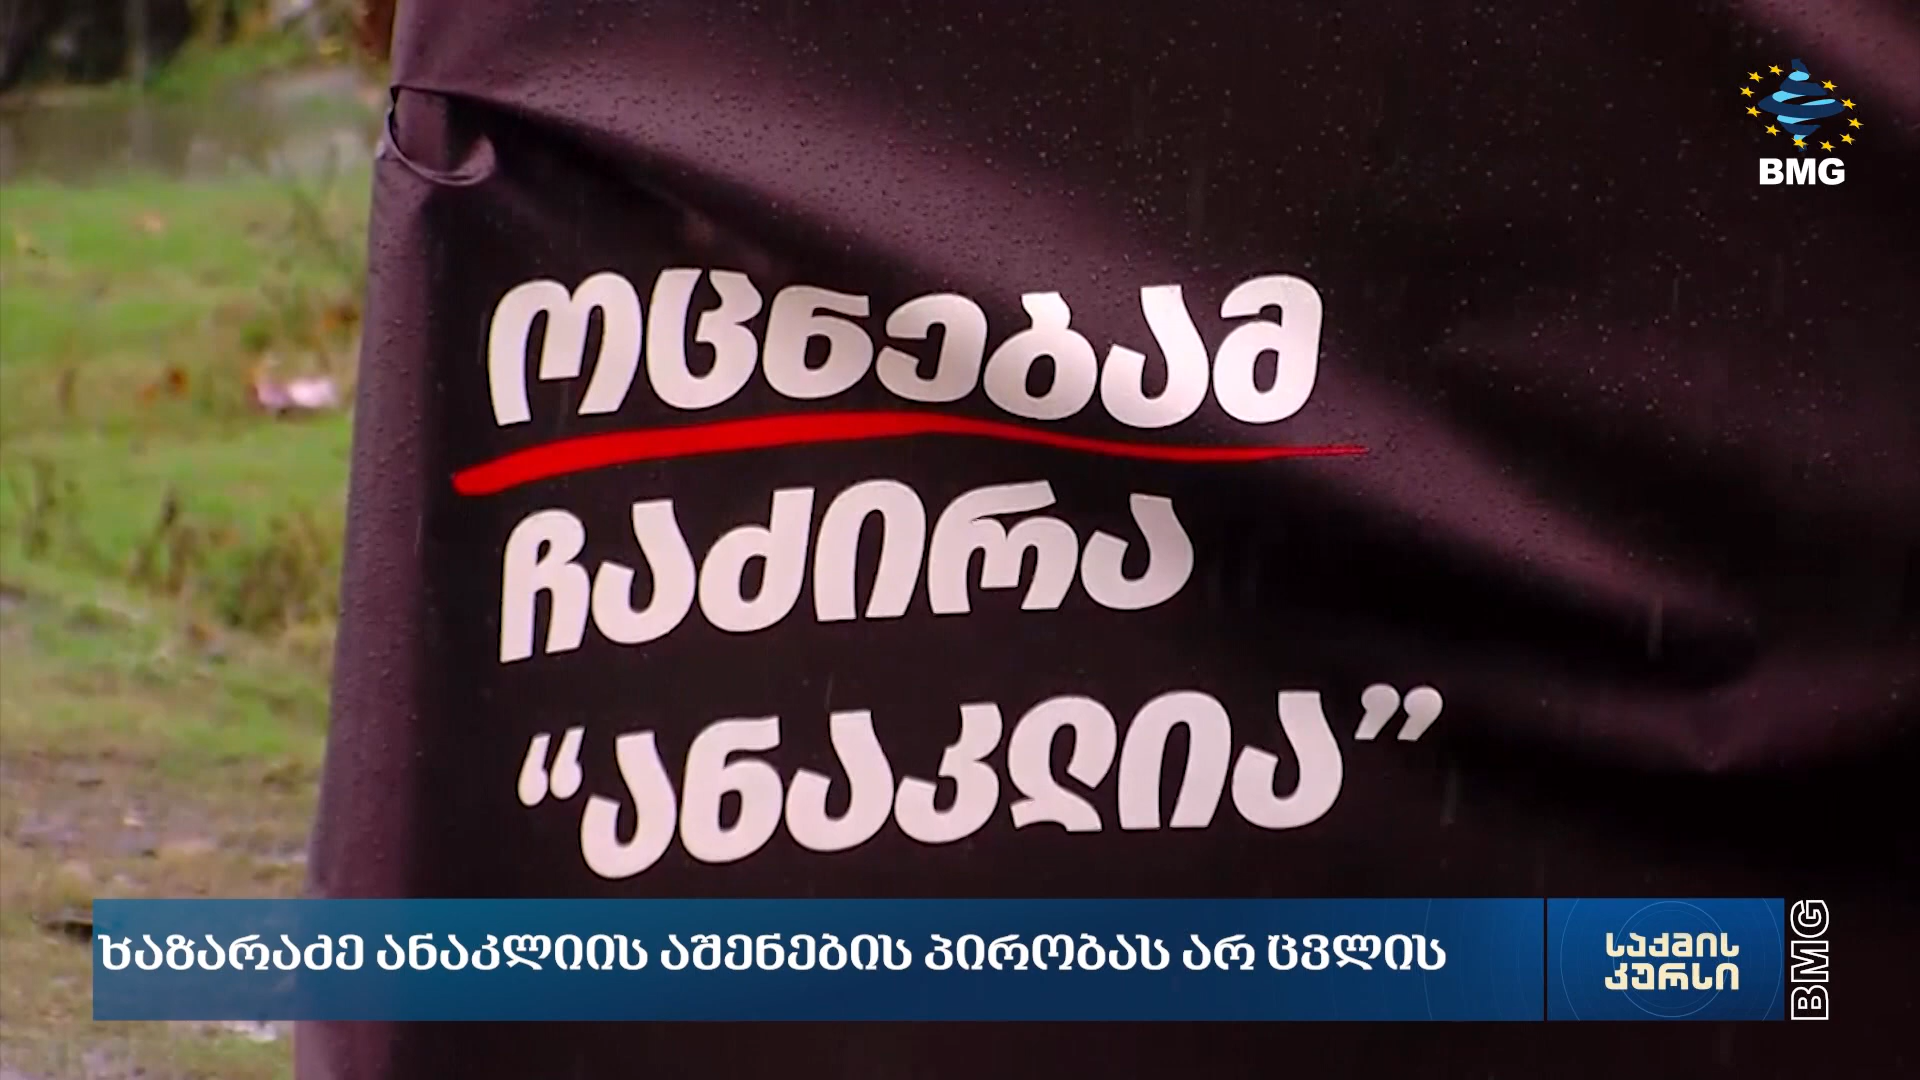 BMG
ოცნებამ
ჩაძირა
“ანაკლია”
ხაზარაძე ანაკლიის აშენების პირობას არ ცვლის
საქმის
კურსი
BMG